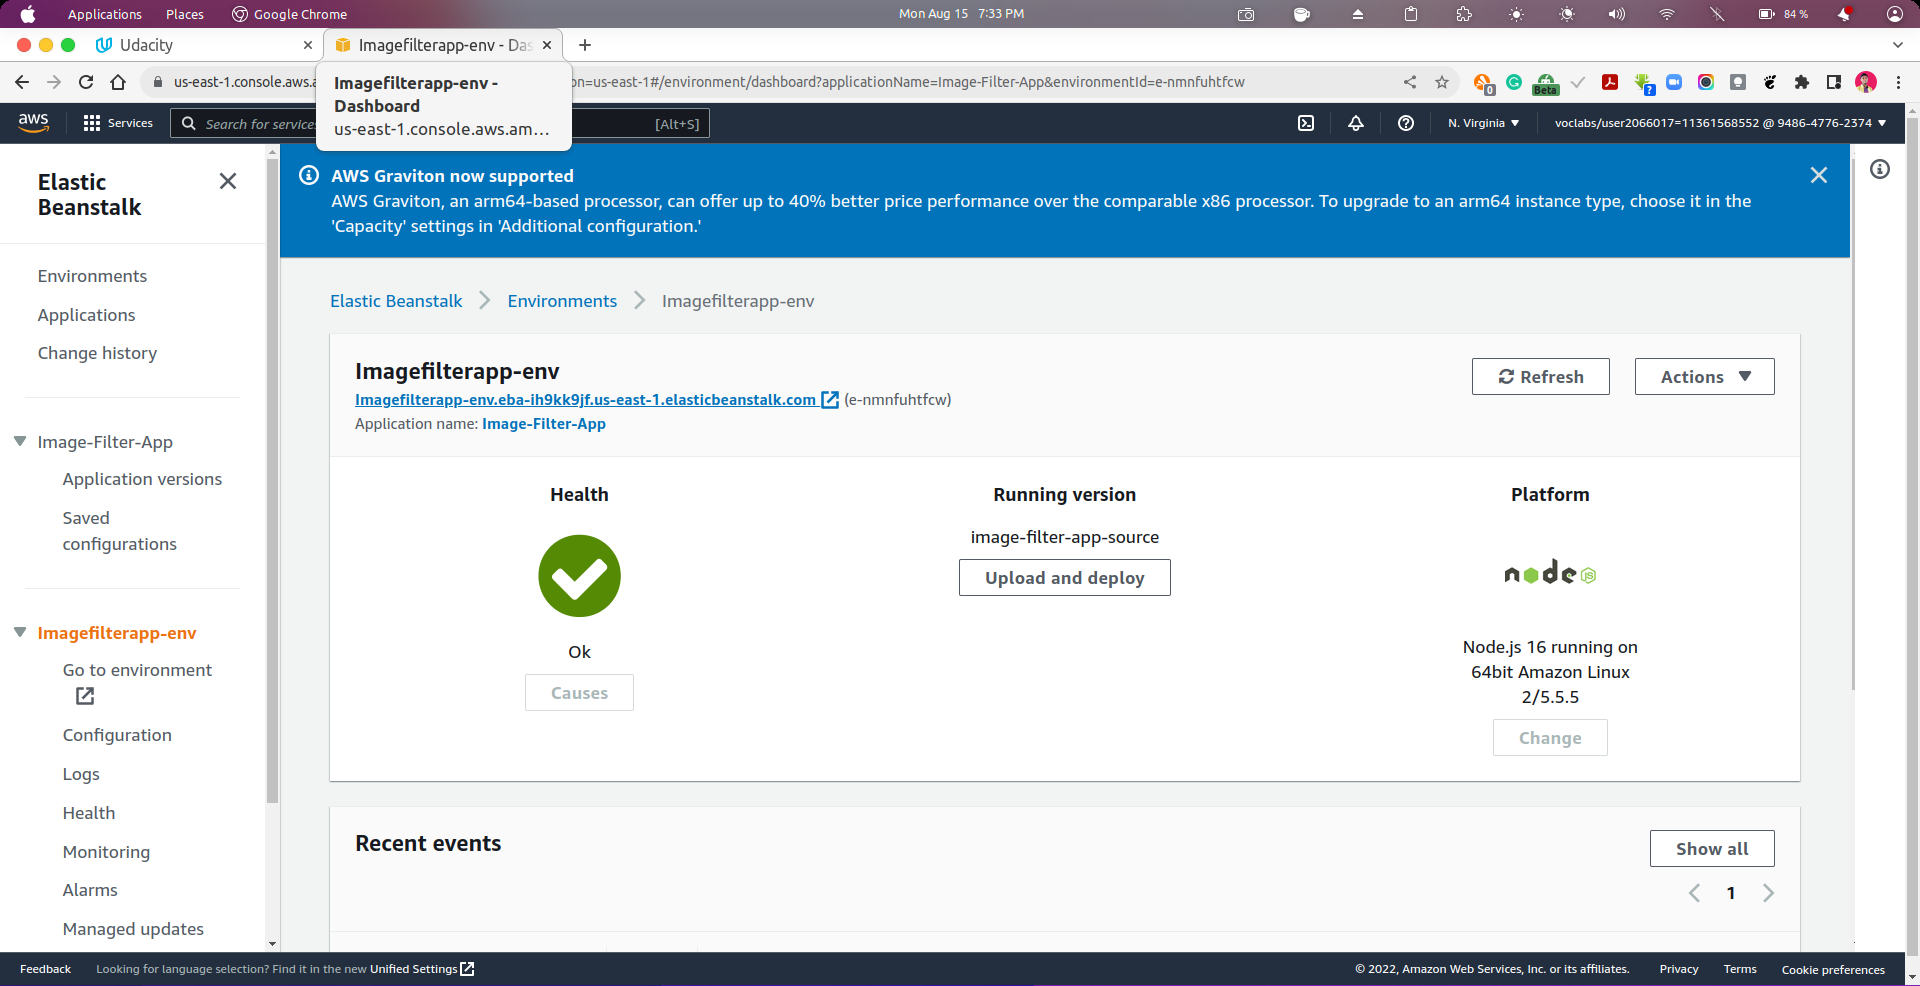 Applications Places Google Chrome Mon Aug 15 7:33 PM 84 %
Udacity Imagefilterapp-env - Das
us-east-1.console.aws.a on=us-east-1#/environment/dashboard?applicationName=Image-Filter-App&environmentId=e-nmnfuhtfcw 0 Beta ?
Imagefilterapp-env -
Dashboard
us-east-1.console.aws.am...
aws Services Search for service [Alt+S] N. Virginia voclabs/user2066017=11361568552 @ 9486-4776-2374
Elastic
Beanstalk
Environments
Applications
Change history
Image-Filter-App
Application versions
Saved
configurations
Imagefilterapp-env
Go to environment
Configuration
Logs
Health
Monitoring
Alarms
Managed updates
AWS Graviton now supported
AWS Graviton, an arm64-based processor, can offer up to 40% better price performance over the comparable x86 processor. To upgrade to an arm64 instance type, choose it in the
'Capacity' settings in 'Additional configuration.'
Elastic Beanstalk Environments Imagefilterapp-env
Imagefilterapp-env
Imagefilterapp-env.eba-ih9kk9jf.us-east-1.elasticbeanstalk.com (e-nmnfuhtfcw)
Application name: Image-Filter-App
Refresh Actions
Health
Ok
Causes
Running version
image-filter-app-source
Upload and deploy
Platform
node JS
Node.js 16 running on
64bit Amazon Linux
2/5.5.5
Change
Recent events
Show all
1
Feedback Looking for language selection? Find it in the new Unified Settings © 2022, Amazon Web Services, Inc. or its affiliates. Privacy Terms Cookie preferences